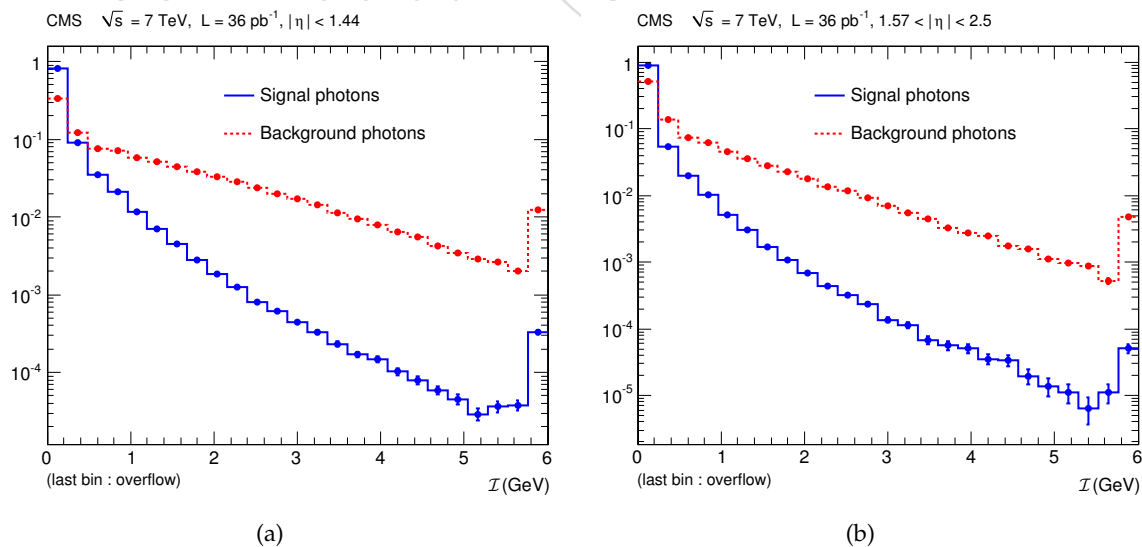 CMS √s = 7 TeV, L = 36 pb⁻¹, |η| < 1.44
1
10⁻¹
10⁻²
10⁻³
10⁻⁴
Signal photons
Background photons
0 1 2 3 4 5 6
(last bin : overflow)
I(GeV)
(a)
CMS √s = 7 TeV, L = 36 pb⁻¹, 1.57 < |η| < 2.5
1
10⁻¹
10⁻²
10⁻³
10⁻⁴
10⁻⁵
Signal photons
Background photons
0 1 2 3 4 5 6
(last bin : overflow)
I(GeV)
(b)